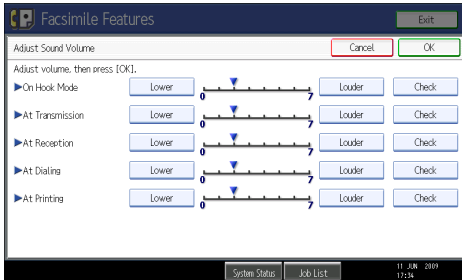 Facsimile Features Exit
Adjust Sound Volume Cancel OK
Adjust volume, then press [OK].
►On Hook Mode Lower 0 7 Louder Check
►At Transmission Lower 0 7 Louder Check
►At Reception Lower 0 7 Louder Check
►At Dialing Lower 0 7 Louder Check
►At Printing Lower 0 7 Louder Check
System Status Job List 11 JUN 2009
17:34